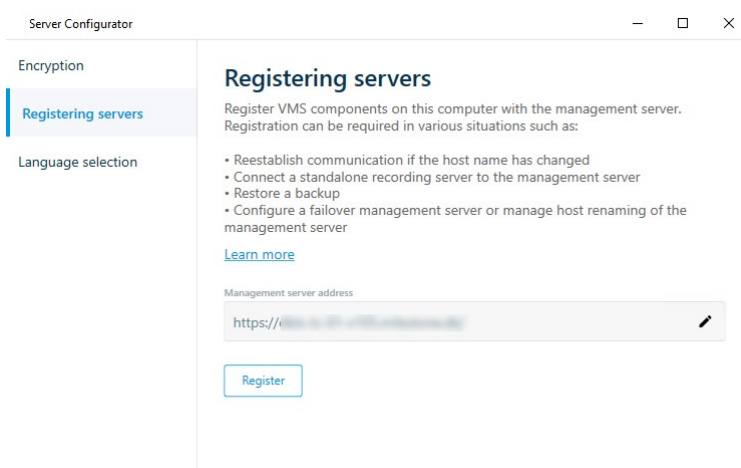 Server Configurator
Encryption
Registering servers
Language selection
Registering servers
Register VMS components on this computer with the management server.
Registration can be required in various situations such as:
• Reestablish communication if the host name has changed
• Connect a standalone recording server to the management server
• Restore a backup
• Configure a failover management server or manage host renaming of the
management server
Learn more
Management server address
https://
Register